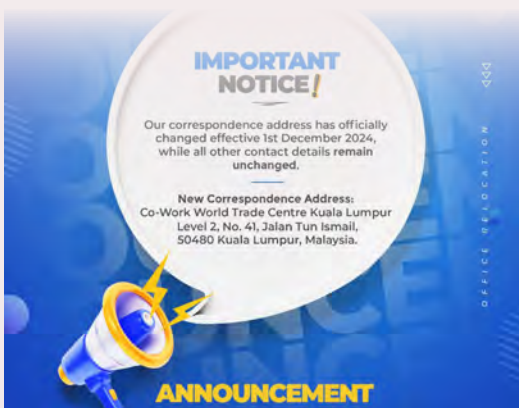 IMPORTANT
NOTICE!
Our correspondence address has officially
changed effective 1st December 2024,
while all other contact details remain
unchanged.
New Correspondence Address:
Co-Work World Trade Centre Kuala Lumpur
Level 2, No. 41, Jalan Tun Ismail,
50480 Kuala Lumpur, Malaysia.
OFFICE RELOCATION
ANNOUNCEMENT